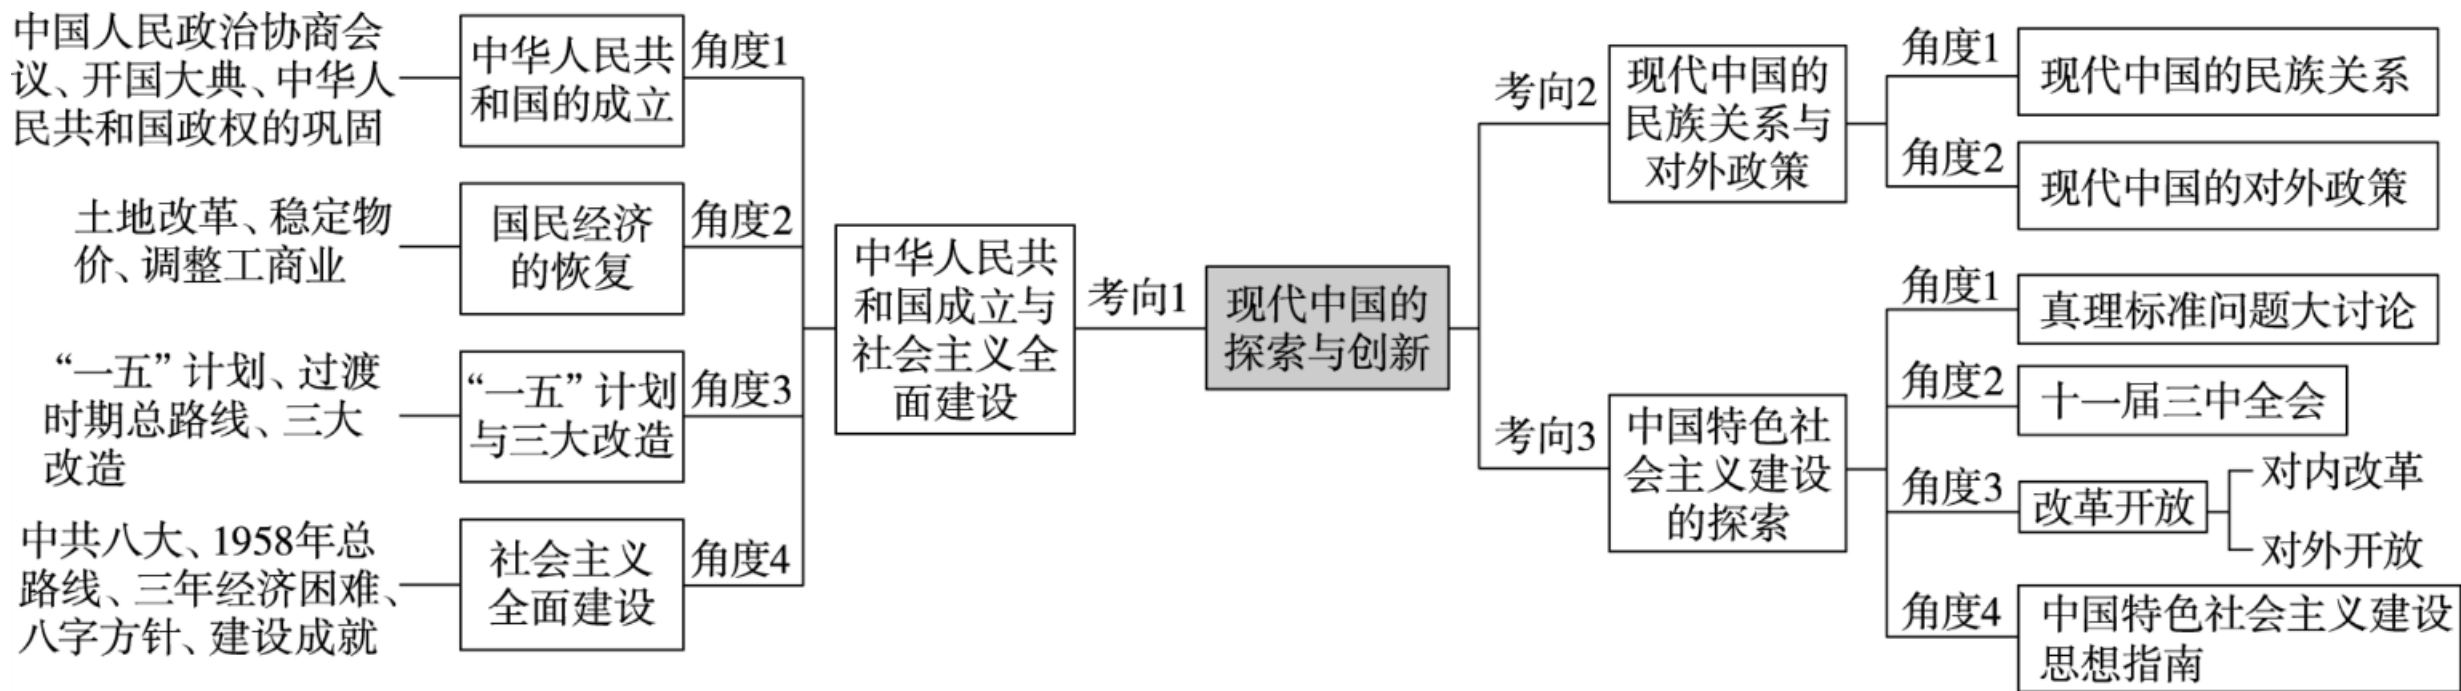 中国人民政治协商会
议、开国大典、中华人
民共和国政权的巩固
中华人民共
和国的成立
角度1
土地改革、稳定物
价、调整工商业
国民经济
的恢复
角度2
“一五”计划、过渡
时期总路线、三大
改造
“一五”计划
与三大改造
角度3
中共八大、1958年总
路线、三年经济困难、
八字方针、建设成就
社会主义
全面建设
角度4
中华人民共
和国成立与
社会主义全
面建设
考向1
现代中国的
探索与创新
考向2
现代中国的
民族关系与
对外政策
角度1
现代中国的民族关系
角度2
现代中国的对外政策
考向3
中国特色社
会主义建设
的探索
角度1
真理标准问题大讨论
角度2
十一届三中全会
角度3
改革开放
对内改革
对外开放
角度4
中国特色社会主义建设
思想指南